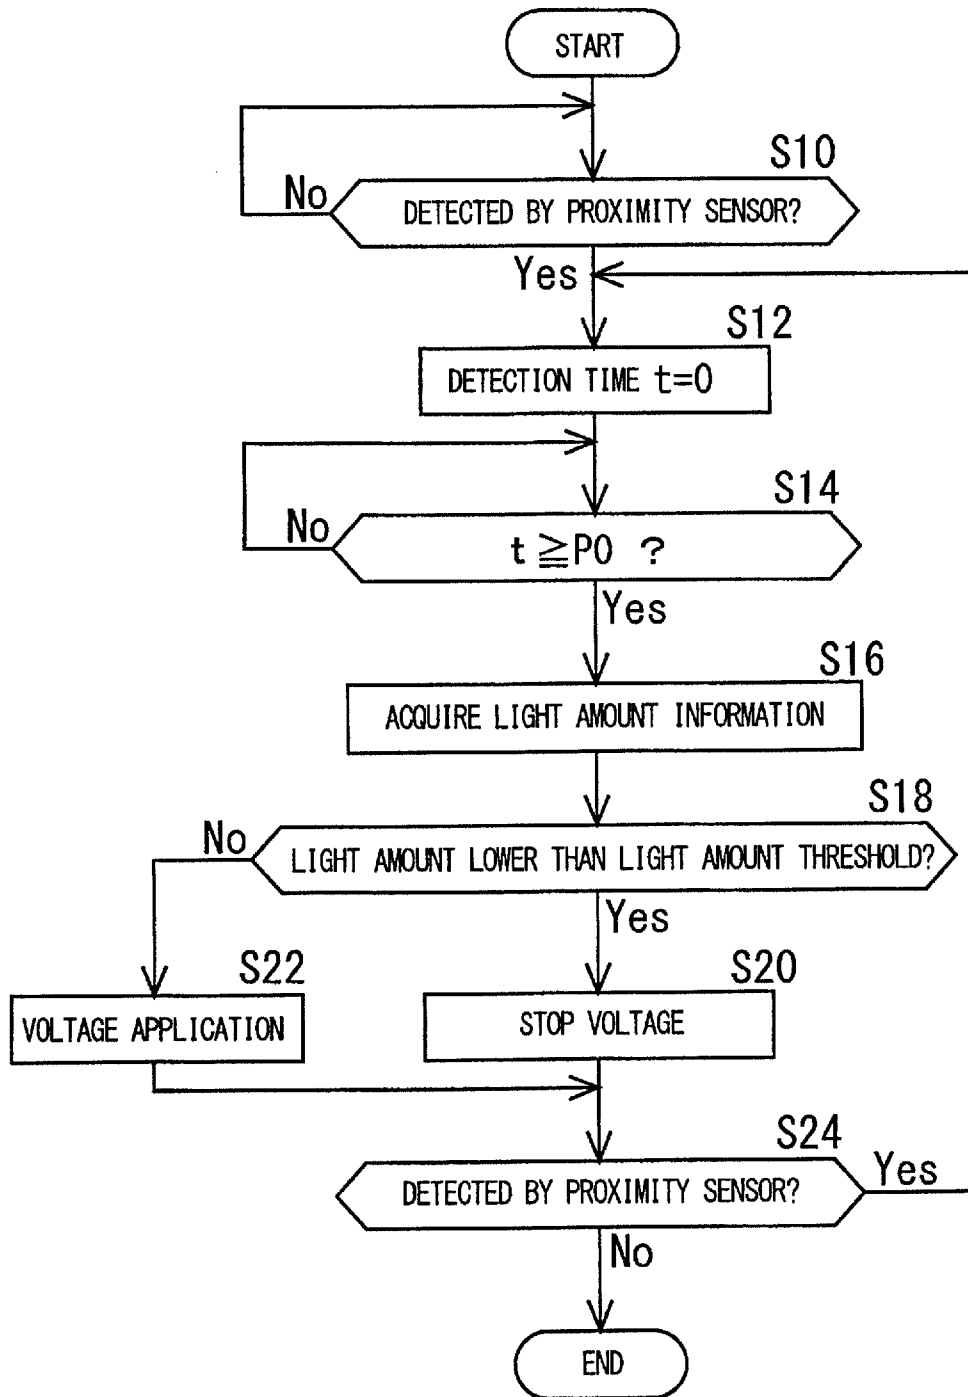 START
S10
No
DETECTED BY PROXIMITY SENSOR?
Yes
S12
DETECTION TIME t=0
S14
No
t≧P0 ?
Yes
S16
ACQUIRE LIGHT AMOUNT INFORMATION
S18
No
LIGHT AMOUNT LOWER THAN LIGHT AMOUNT THRESHOLD?
Yes
S22
S20
VOLTAGE APPLICATION
STOP VOLTAGE
S24
DETECTED BY PROXIMITY SENSOR?
Yes
No
END